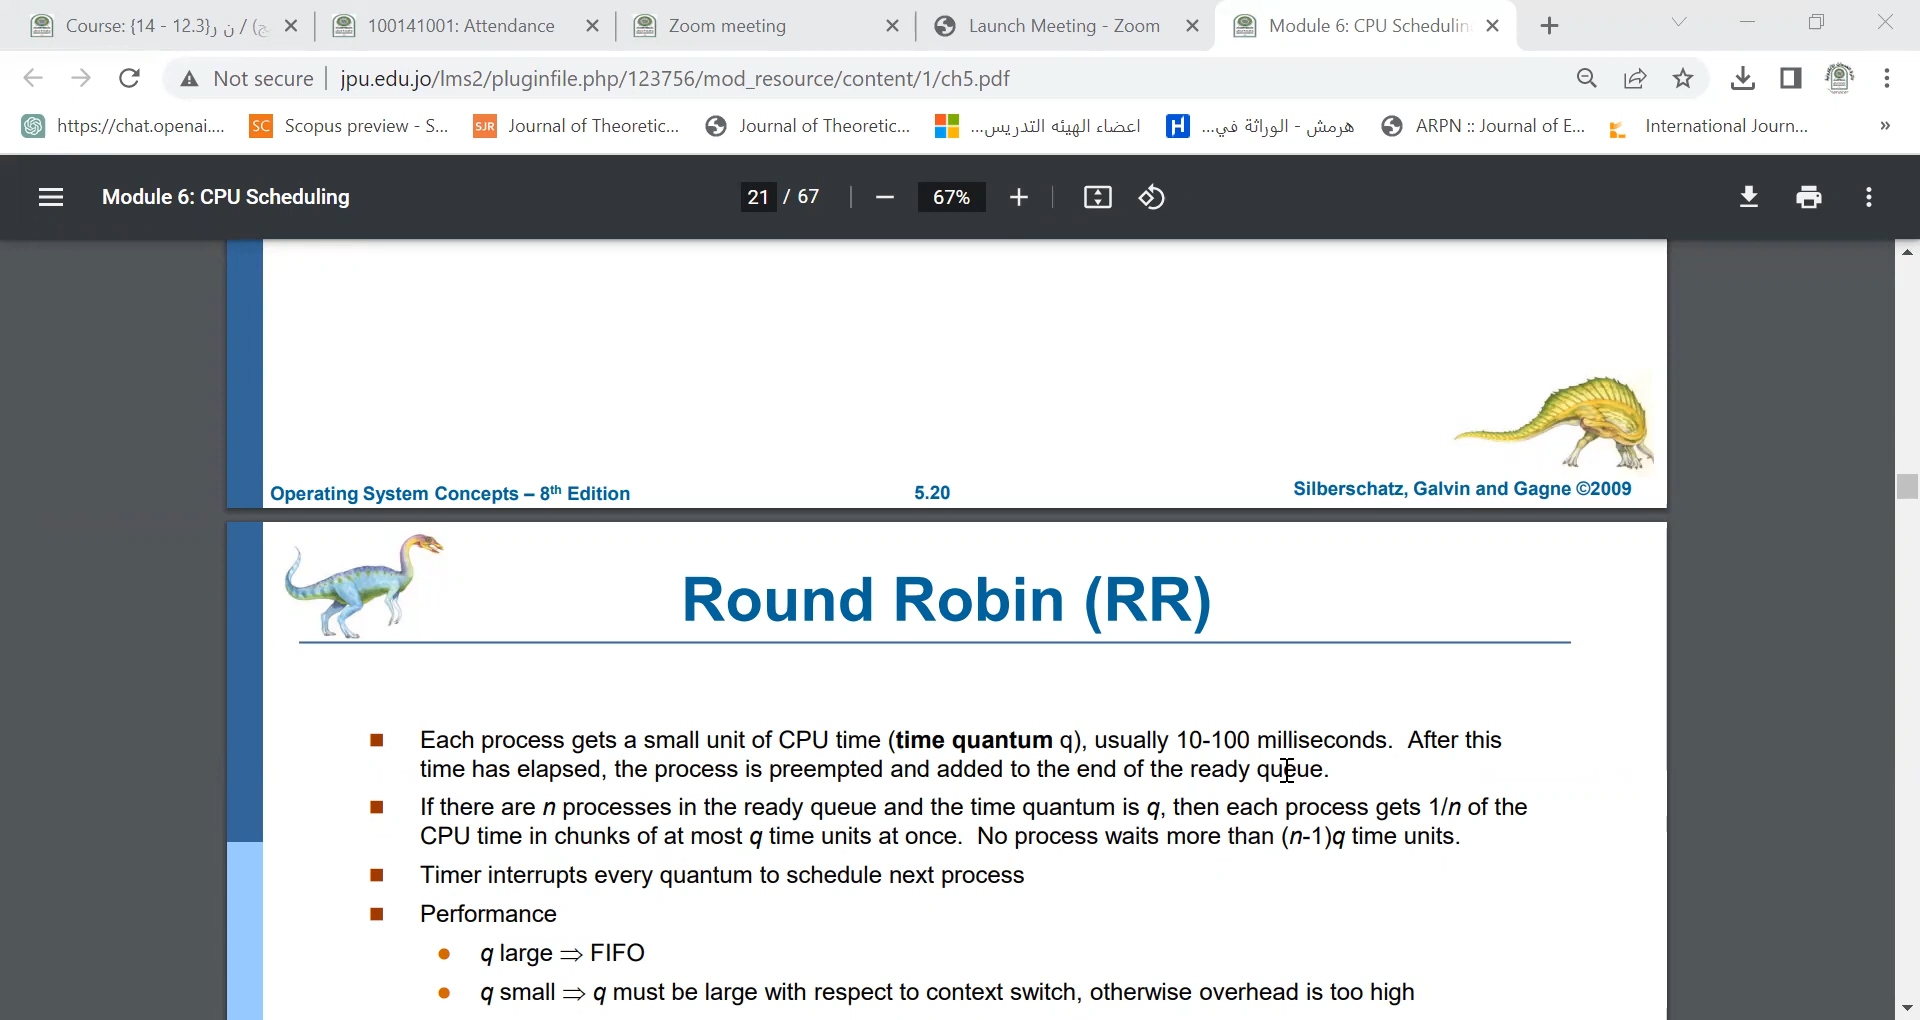 Course: {14 - 12.3}ن ر / (ج
100141001: Attendance
Zoom meeting
Launch Meeting - Zoom
Module 6: CPU Schedulin
Not secure
jpu.edu.jo/lms2/pluginfile.php/123756/mod_resource/content/1/ch5.pdf
https://chat.openai....
SC
Scopus preview - S...
SJR
Journal of Theoretic...
Journal of Theoretic...
اعضاء الهيئه التدريس...
H
هرمش - الوراثة في...
ARPN :: Journal of E...
International Journ...
»
Module 6: CPU Scheduling
21 / 67
67%
Operating System Concepts – 8th Edition
5.20
Silberschatz, Galvin and Gagne ©2009
Round Robin (RR)
Each process gets a small unit of CPU time (time quantum q), usually 10-100 milliseconds. After this
time has elapsed, the process is preempted and added to the end of the ready queue.
If there are n processes in the ready queue and the time quantum is q, then each process gets 1/n of the
CPU time in chunks of at most q time units at once. No process waits more than (n-1)q time units.
Timer interrupts every quantum to schedule next process
Performance
q large ⇒ FIFO
q small ⇒ q must be large with respect to context switch, otherwise overhead is too high